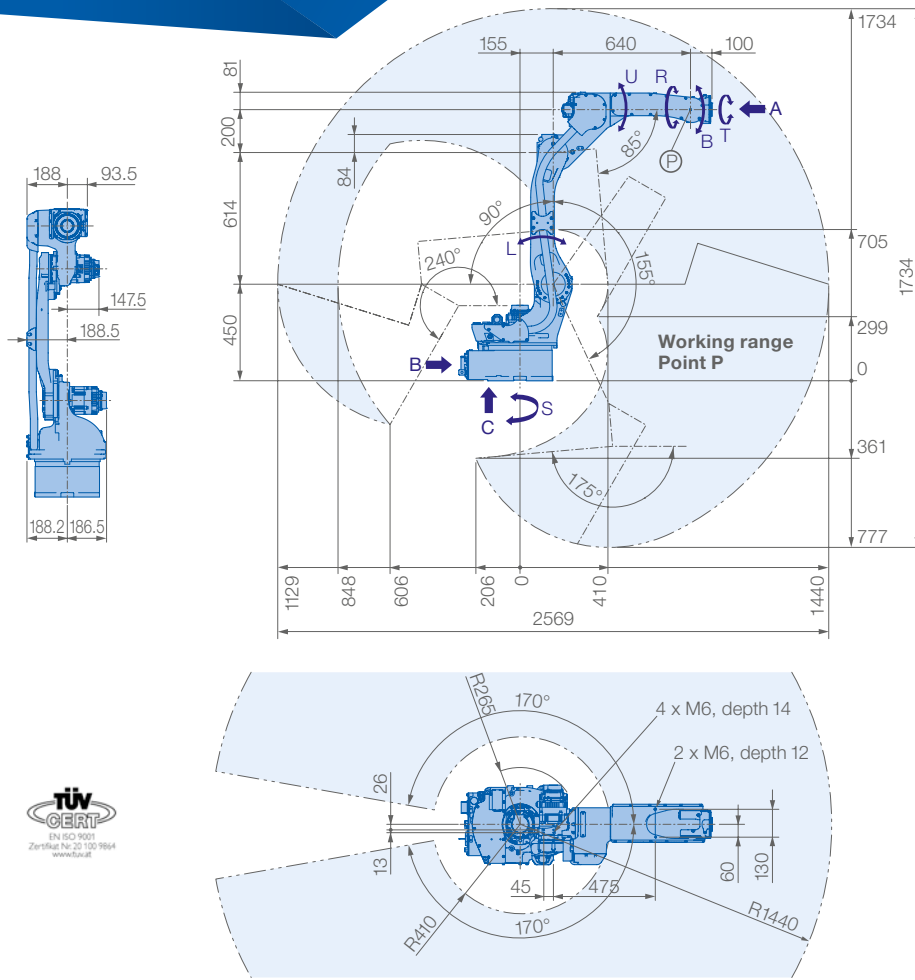 155
640
100
1734
81
U
R
A
200
B
T
85°
P
84
188
93.5
614
90°
L
705
240°
155°
1734
147.5
188.5
450
299
Working range
Point P
B
0
C
S
361
175°
188.2
186.5
777
1129
848
606
206
0
410
1440
2569
R265
170°
4 x M6, depth 14
2 x M6, depth 12
26
TÜV
CERT
EN ISO 9001
Zertifikat Nr. 20 100 9864
www.tuv.at
13
45
475
60
130
R410
170°
R1440